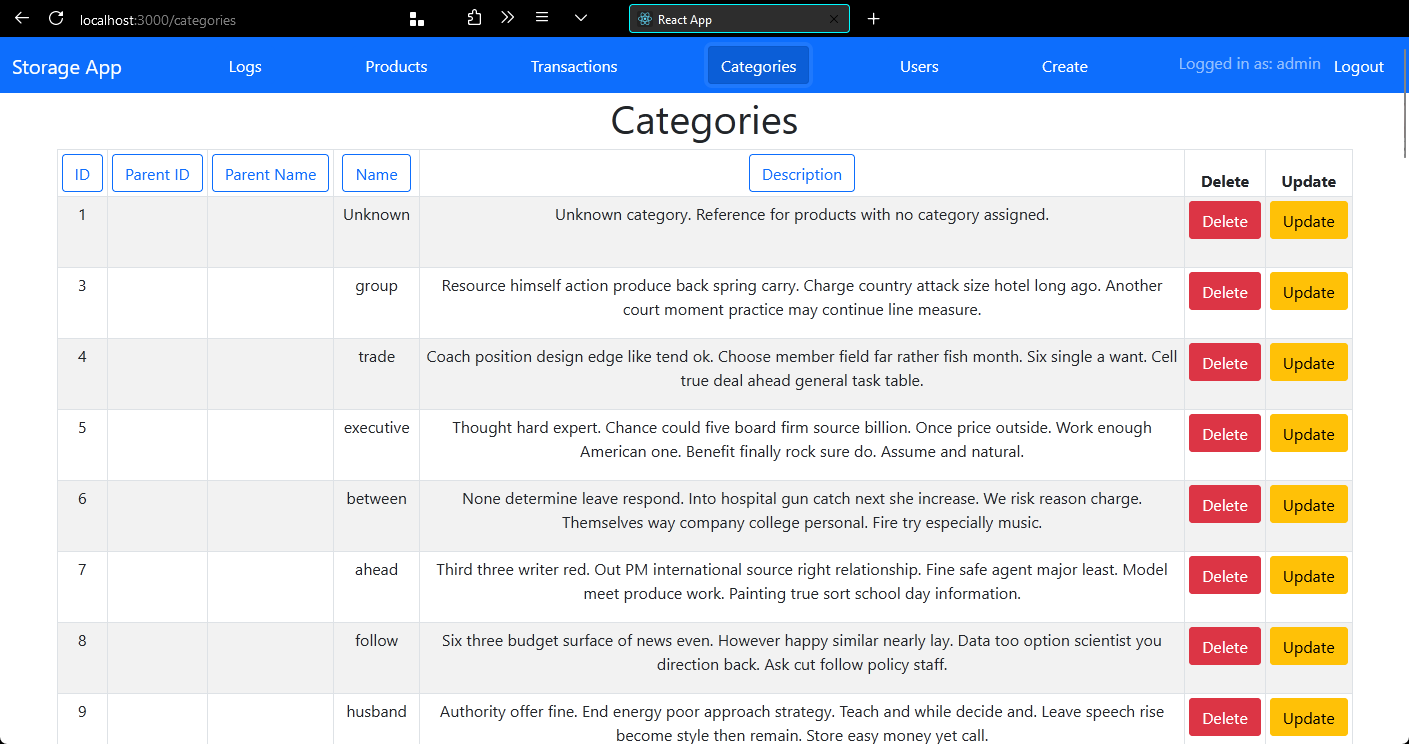 localhost:3000/categories
React App
Storage App Logs Products Transactions Categories Users Create Logged in as: admin Logout
Categories
ID Parent ID Parent Name Name Description Delete Update
1 Unknown Unknown category. Reference for products with no category assigned. Delete Update
3 group Resource himself action produce back spring carry. Charge country attack size hotel long ago. Another
court moment practice may continue line measure.
Delete Update
4 trade Coach position design edge like tend ok. Choose member field far rather fish month. Six single a want. Cell
true deal ahead general task table.
Delete Update
5 executive Thought hard expert. Chance could five board firm source billion. Once price outside. Work enough
American one. Benefit finally rock sure do. Assume and natural.
Delete Update
6 between None determine leave respond. Into hospital gun catch next she increase. We risk reason charge.
Themselves way company college personal. Fire try especially music.
Delete Update
7 ahead Third three writer red. Out PM international source right relationship. Fine safe agent major least. Model
meet produce work. Painting true sort school day information.
Delete Update
8 follow Six three budget surface of news even. However happy similar nearly lay. Data too option scientist you
direction back. Ask cut follow policy staff.
Delete Update
9 husband Authority offer fine. End energy poor approach strategy. Teach and while decide and. Leave speech rise
become style then remain. Store easy money yet call.
Delete Update